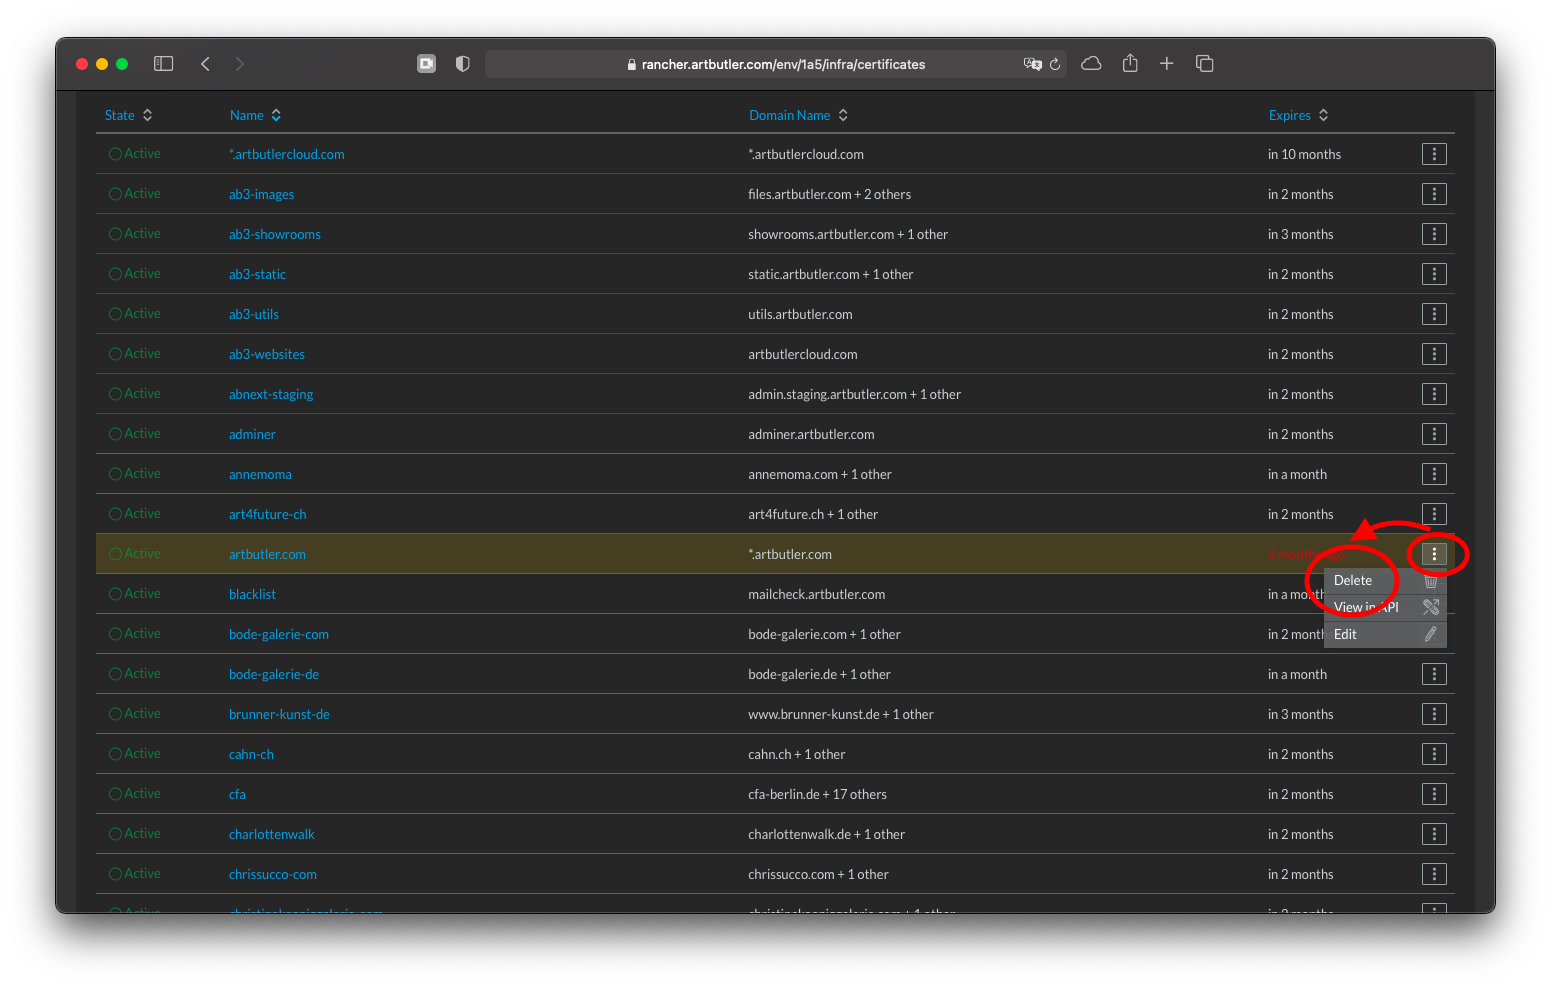 rancher.artbutler.com/env/1a5/infra/certificates
State Name Domain Name Expires
Active *.artbutlercloud.com *.artbutlercloud.com in 10 months
Active ab3-images files.artbutler.com + 2 others in 2 months
Active ab3-showrooms showrooms.artbutler.com + 1 other in 3 months
Active ab3-static static.artbutler.com + 1 other in 2 months
Active ab3-utils utils.artbutler.com in 2 months
Active ab3-websites artbutlercloud.com in 2 months
Active abnext-staging admin.staging.artbutler.com + 1 other in 2 months
Active adminer adminer.artbutler.com in 2 months
Active annemoma annemoma.com + 1 other in a month
Active art4future-ch art4future.ch + 1 other in 2 months
Active artbutler.com *.artbutler.com 2 months ago
Delete
Active blacklist mailcheck.artbutler.com in a month
View in API
Active bode-galerie-com bode-galerie.com + 1 other in 2 months
Edit
Active bode-galerie-de bode-galerie.de + 1 other in a month
Active brunner-kunst-de www.brunner-kunst.de + 1 other in 3 months
Active cahn-ch cahn.ch + 1 other in 2 months
Active cfa cfa-berlin.de + 17 others in 2 months
Active charlottenwalk charlottenwalk.de + 1 other in 2 months
Active chrissucco-com chrissucco.com + 1 other in 2 months